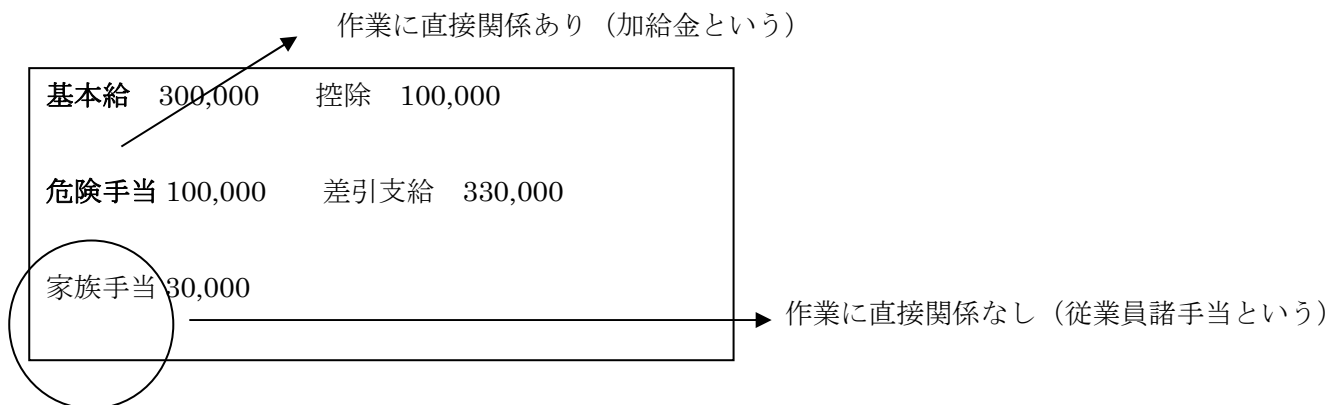 作業に直接関係あり（加給金という）
基本給　300,000　　控除　100,000
危険手当 100,000　　差引支給　330,000
家族手当 30,000
作業に直接関係なし（従業員諸手当という）